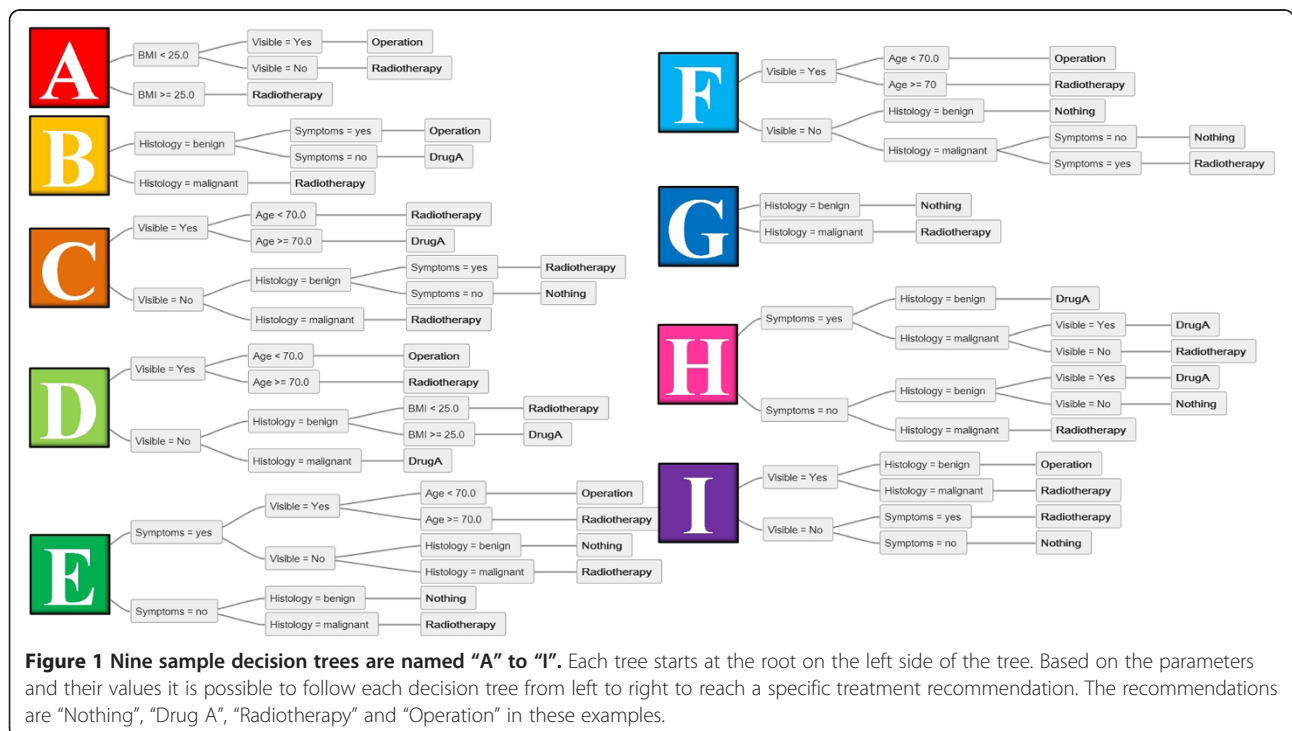 A
BMI < 25.0
Visible = Yes
Operation
Visible = No
Radiotherapy
BMI >= 25.0
Radiotherapy
B
Histology = benign
Symptoms = yes
Operation
Symptoms = no
DrugA
Histology = malignant
Radiotherapy
C
Visible = Yes
Age < 70.0
Radiotherapy
Age >= 70.0
DrugA
Visible = No
Histology = benign
Symptoms = yes
Radiotherapy
Symptoms = no
Nothing
Histology = malignant
Radiotherapy
D
Visible = Yes
Age < 70.0
Operation
Age >= 70.0
Radiotherapy
Visible = No
Histology = benign
BMI < 25.0
Radiotherapy
BMI >= 25.0
DrugA
Histology = malignant
DrugA
E
Symptoms = yes
Visible = Yes
Age < 70.0
Operation
Age >= 70.0
Radiotherapy
Visible = No
Histology = benign
Nothing
Histology = malignant
Radiotherapy
Symptoms = no
Histology = benign
Nothing
Histology = malignant
Radiotherapy
F
Visible = Yes
Age < 70.0
Operation
Age >= 70
Radiotherapy
Visible = No
Histology = benign
Nothing
Histology = malignant
Symptoms = no
Nothing
Symptoms = yes
Radiotherapy
G
Histology = benign
Nothing
Histology = malignant
Radiotherapy
H
Symptoms = yes
Histology = benign
DrugA
Histology = malignant
Visible = Yes
DrugA
Visible = No
Radiotherapy
Symptoms = no
Histology = benign
Visible = Yes
DrugA
Visible = No
Nothing
Histology = malignant
Radiotherapy
I
Visible = Yes
Histology = benign
Operation
Histology = malignant
Radiotherapy
Visible = No
Symptoms = yes
Radiotherapy
Symptoms = no
Nothing
Figure 1 Nine sample decision trees are named “A” to “I”. Each tree starts at the root on the left side of the tree. Based on the parameters
and their values it is possible to follow each decision tree from left to right to reach a specific treatment recommendation. The recommendations
are “Nothing”, “Drug A”, “Radiotherapy” and “Operation” in these examples.